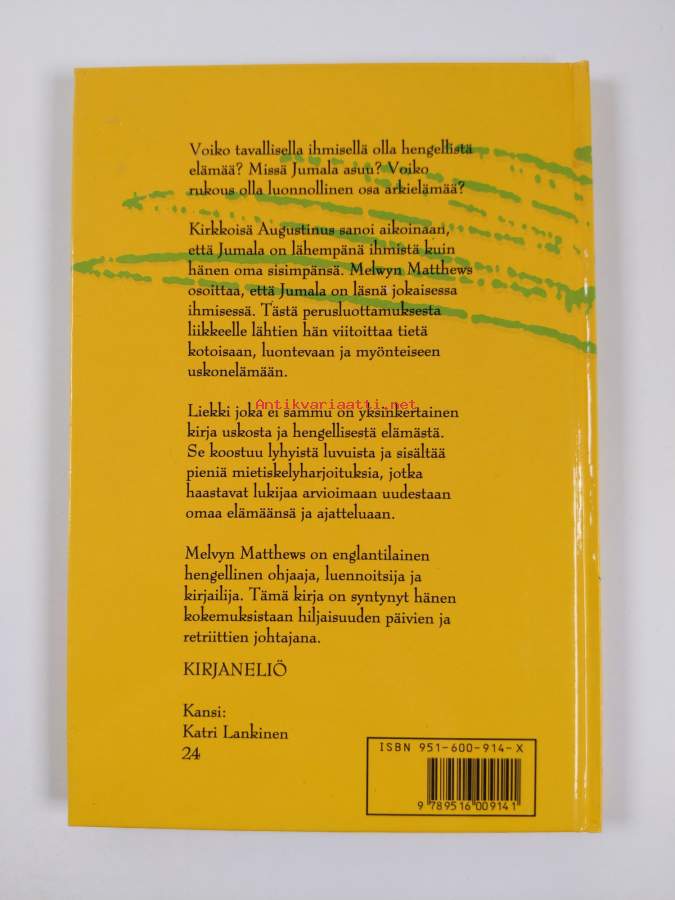 Voiko tavallisella ihmisellä olla hengellistä
elämää? Missä Jumala asuu? Voiko
rukous olla luonnollinen osa arkielämää?
Kirkkoisä Augustinus sanoi aikoinaan,
että Jumala on lähempänä ihmistä kuin
hänen oma sisimpänsä. Melwyn Matthews
osoittaa, että Jumala on läsnä jokaisessa
ihmisessä. Tästä perusluottamuksesta
liikkeelle lähtien hän viitoittaa tietä
kotoisaan, luontevaan ja myönteiseen
uskonelämään.
Antikvariaatti.net
Liekki joka ei sammu on yksinkertainen
kirja uskosta ja hengellisestä elämästä.
Se koostuu lyhyistä luvuista ja sisältää
pieniä mietiskelyharjoituksia, jotka
haastavat lukijaa arvioimaan uudestaan
omaa elämäänsä ja ajatteluaan.
Melvyn Matthews on englantilainen
hengellinen ohjaaja, luennoitsija ja
kirjailija. Tämä kirja on syntynyt hänen
kokemuksistaan hiljaisuuden päivien ja
retriittien johtajana.
KIRJANELIÖ
Kansi:
Katri Lankinen
24
ISBN 951-600-914-X
9 789516 009141